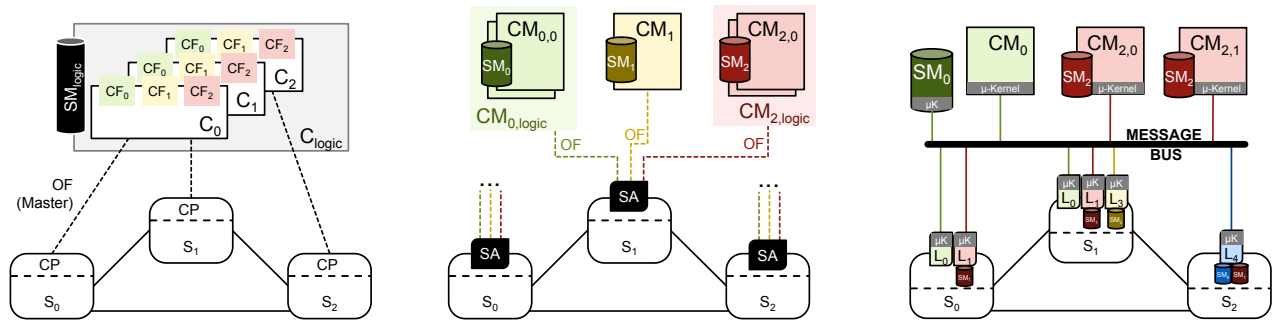 SM_logic
CF₀ CF₁ CF₂
CF₀ CF₁ CF₂
CF₀ CF₁ CF₂
C₂
C₁
C₀
C_logic
OF
(Master)
CP
S₁
CP
S₀
CP
S₂
CM₀,₀
SM₀
CM₀,logic
CM₁
SM₁
CM₂,₀
SM₂
CM₂,logic
OF
OF
OF
...
SA
S₀
SA
S₁
...
SA
S₂
SM₀
μK
CM₀
μ-Kernel
CM₂,₀
SM₂
μ-Kernel
CM₂,₁
SM₂
μ-Kernel
MESSAGE
BUS
μK
L₀
μK
L₁
S₀
μK
L₀
μK
L₁
μK
L₃
S₁
μK
L₄
S₂